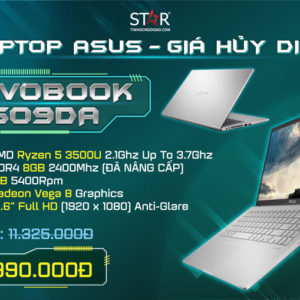 STAR
TINHOCNGOISAO.COM
PTOP ASUS - GIÁ HỦY DI
VOBOOK
509DA
MD Ryzen 5 3500U 2.1Ghz Up To 3.7Ghz
DR4 8GB 2400Mhz [ĐÃ NÂNG CẤP]
B 5400Rpm
adeon Vega 8 Graphics
.6" Full HD (1920 x 1080) Anti-Glare
: 11.325.000Đ
990.000Đ